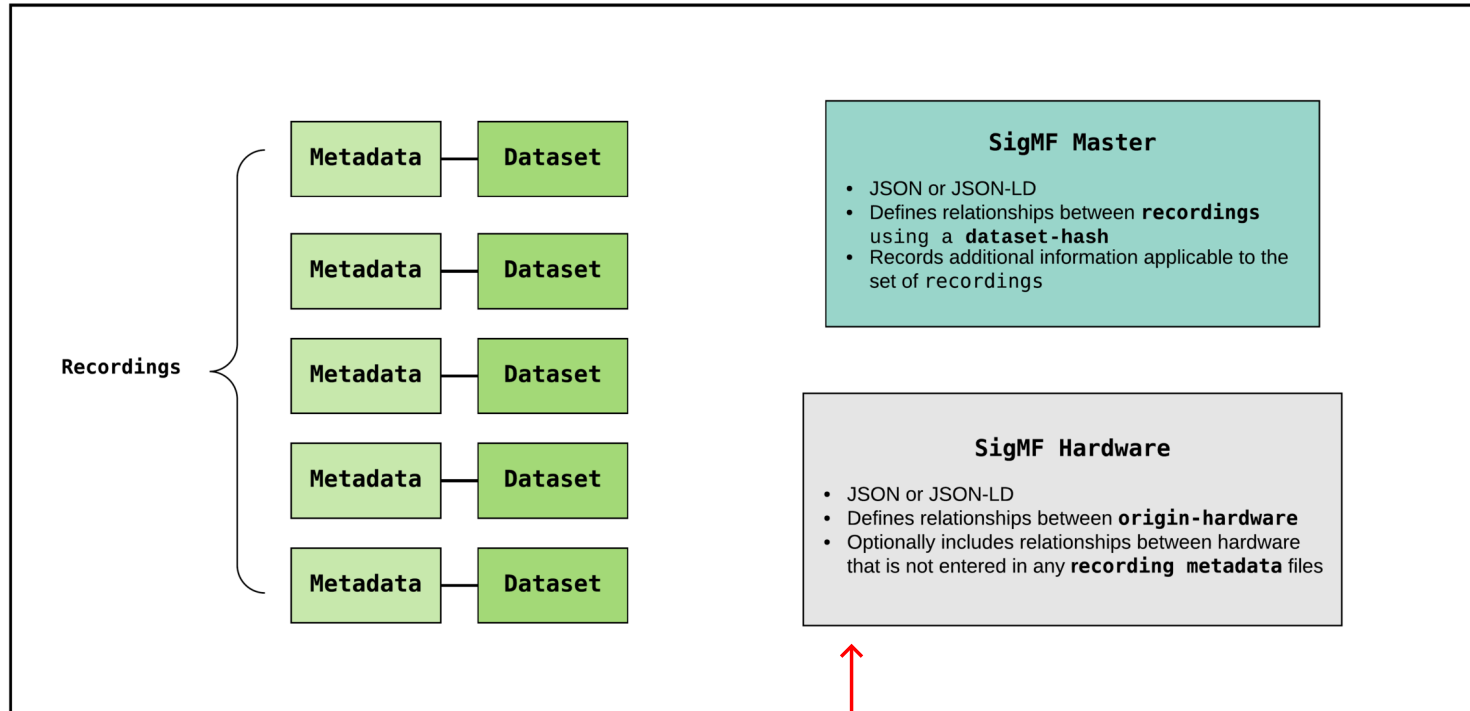 Recordings
Metadata Dataset
Metadata Dataset
Metadata Dataset
Metadata Dataset
Metadata Dataset
SigMF Master
• JSON or JSON-LD
• Defines relationships between recordings
using a dataset-hash
• Records additional information applicable to the
set of recordings
SigMF Hardware
• JSON or JSON-LD
• Defines relationships between origin-hardware
• Optionally includes relationships between hardware
that is not entered in any recording metadata files